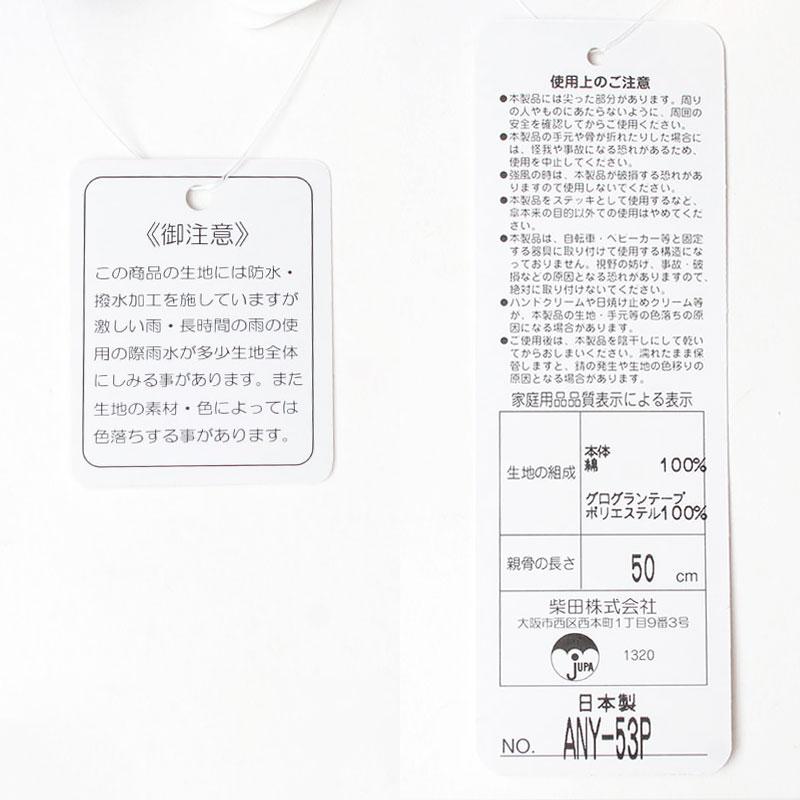 《御注意》
この商品の生地には防水・
撥水加工を施していますが
激しい雨・長時間の雨の使
用の際雨水が多少生地全体
にしみる事があります。また
生地の素材・色によっては
色落ちする事があります。
使用上のご注意
●本製品には尖った部分があります。周り
の人やものにあたらないように、周囲の
安全を確認してからご使用ください。
●本製品の手元や骨が折れたりした場合に
は、怪我や事故になる恐れがあるため、
使用を中止してください。
●強風の時は、本製品が破損する恐れがあ
りますので使用しないでください。
●本製品をステッキとして使用するなど、
傘本来の目的以外での使用はやめてくだ
さい。
●本製品は、自転車・ベビーカー等と固定
する器具に取り付けて使用する構造にな
っておりません。視野の妨げ、事故・破
損などの原因となる恐れがありますので、
絶対に取り付けないでください。
●ハンドクリームや日焼け止めクリーム等
が、本製品の生地・手元等の色落ちの原
因になる場合があります。
●ご使用後は、本製品を陰干しにして乾い
てからおしまいください。濡れたまま保
管しますと、錆の発生や生地の色移りの
原因となる場合があります。
家庭用品品質表示による表示
生地の組成
本体
綿 100%
グログランテープ
ポリエステル100%
親骨の長さ 50 cm
柴田株式会社
大阪市西区西本町1丁目9番3号
JUPA 1320
日本製
NO. ANY-53P